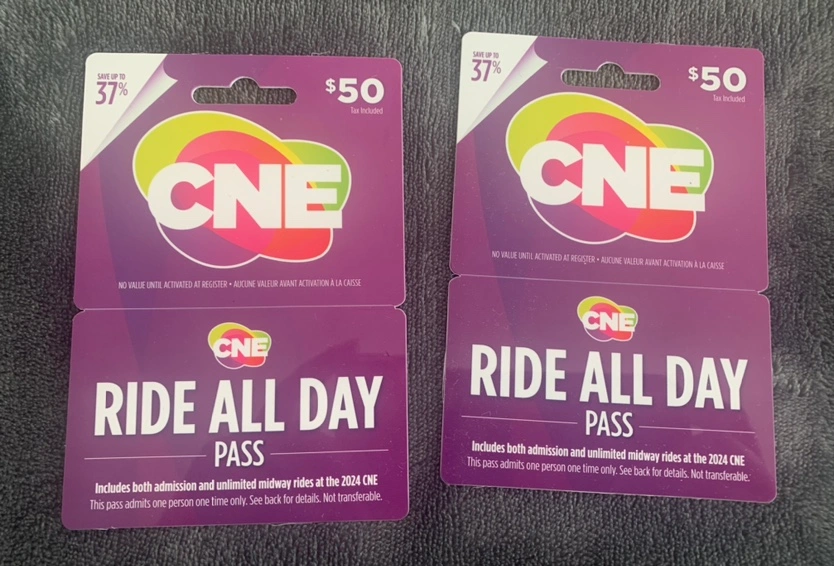 SAVE UP TO
37%
$50
Tax Included
CNE
NO VALUE UNTIL ACTIVATED AT REGISTER • AUCUNE VALEUR AVANT ACTIVATION À LA CAISSE
CNE
RIDE ALL DAY
PASS
Includes both admission and unlimited midway rides at the 2024 CNE
This pass admits one person one time only. See back for details. Not transferable.
SAVE UP TO
37%
$50
Tax Included
CNE
NO VALUE UNTIL ACTIVATED AT REGISTER • AUCUNE VALEUR AVANT ACTIVATION À LA CAISSE
CNE
RIDE ALL DAY
PASS
Includes both admission and unlimited midway rides at the 2024 CNE
This pass admits one person one time only. See back for details. Not transferable.